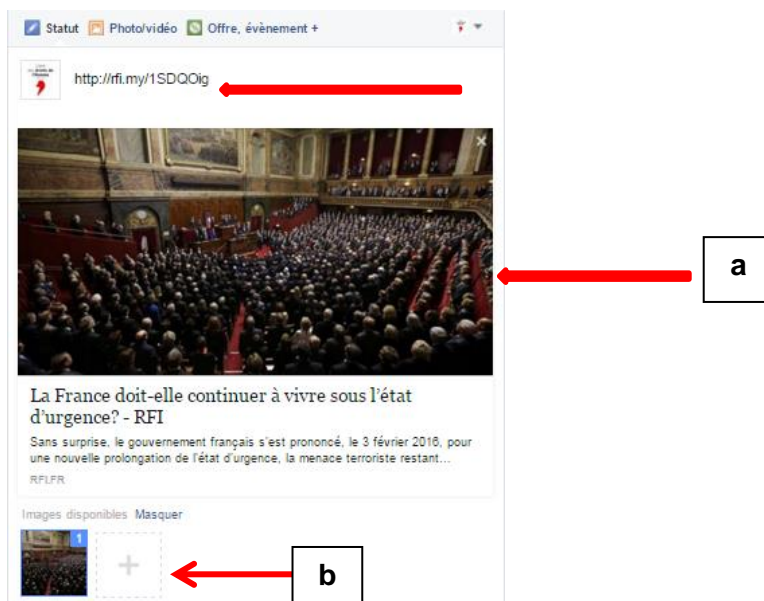 Statut Photo/vidéo Offre, évènement +
http://rfi.my/1SDQOig
a
La France doit-elle continuer à vivre sous l'état
d'urgence? - RFI
Sans surprise, le gouvernement français s'est prononcé, le 3 février 2016, pour
une nouvelle prolongation de l'état d'urgence, la menace terroriste restant...
RFI.FR
Images disponibles Masquer
1
b